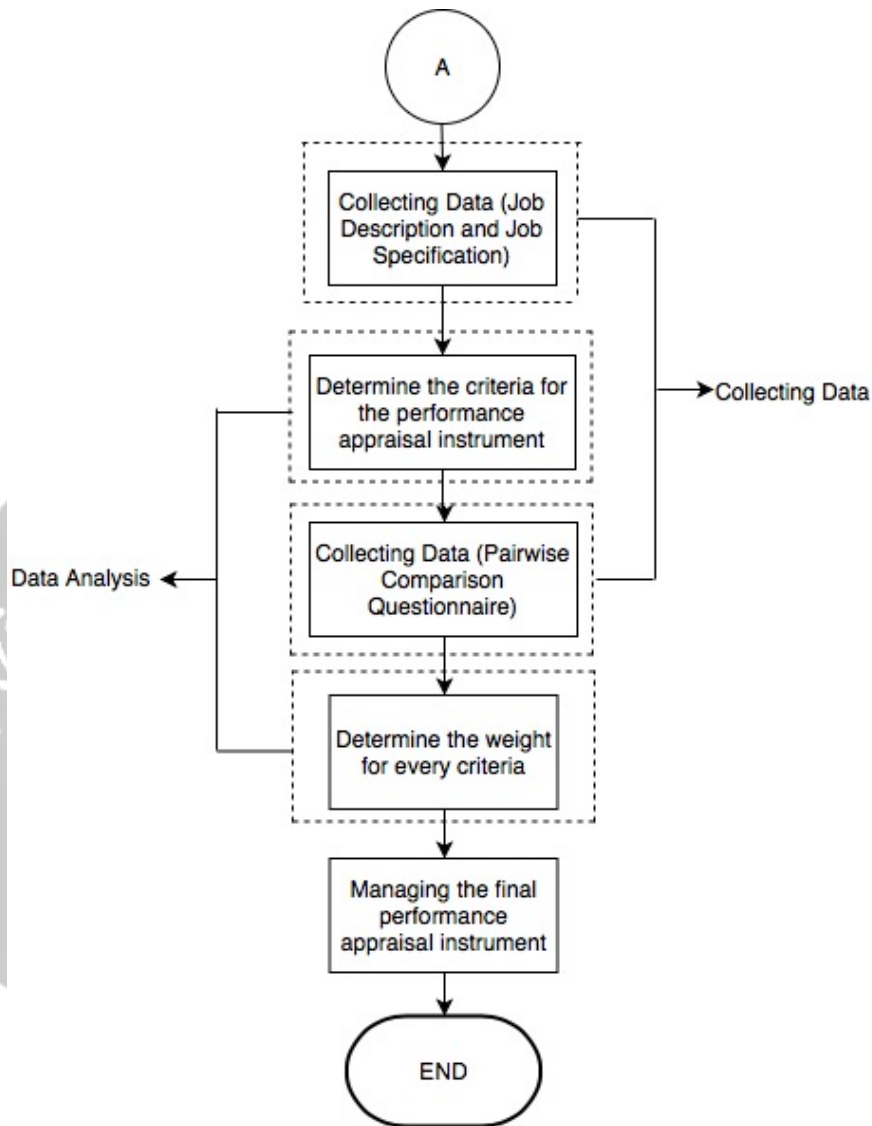 A
Collecting Data (Job
Description and Job
Specification)
Determine the criteria for
the performance
appraisal instrument
Collecting Data
Collecting Data (Pairwise
Comparison
Questionnaire)
Data Analysis
Determine the weight
for every criteria
Managing the final
performance
appraisal instrument
END